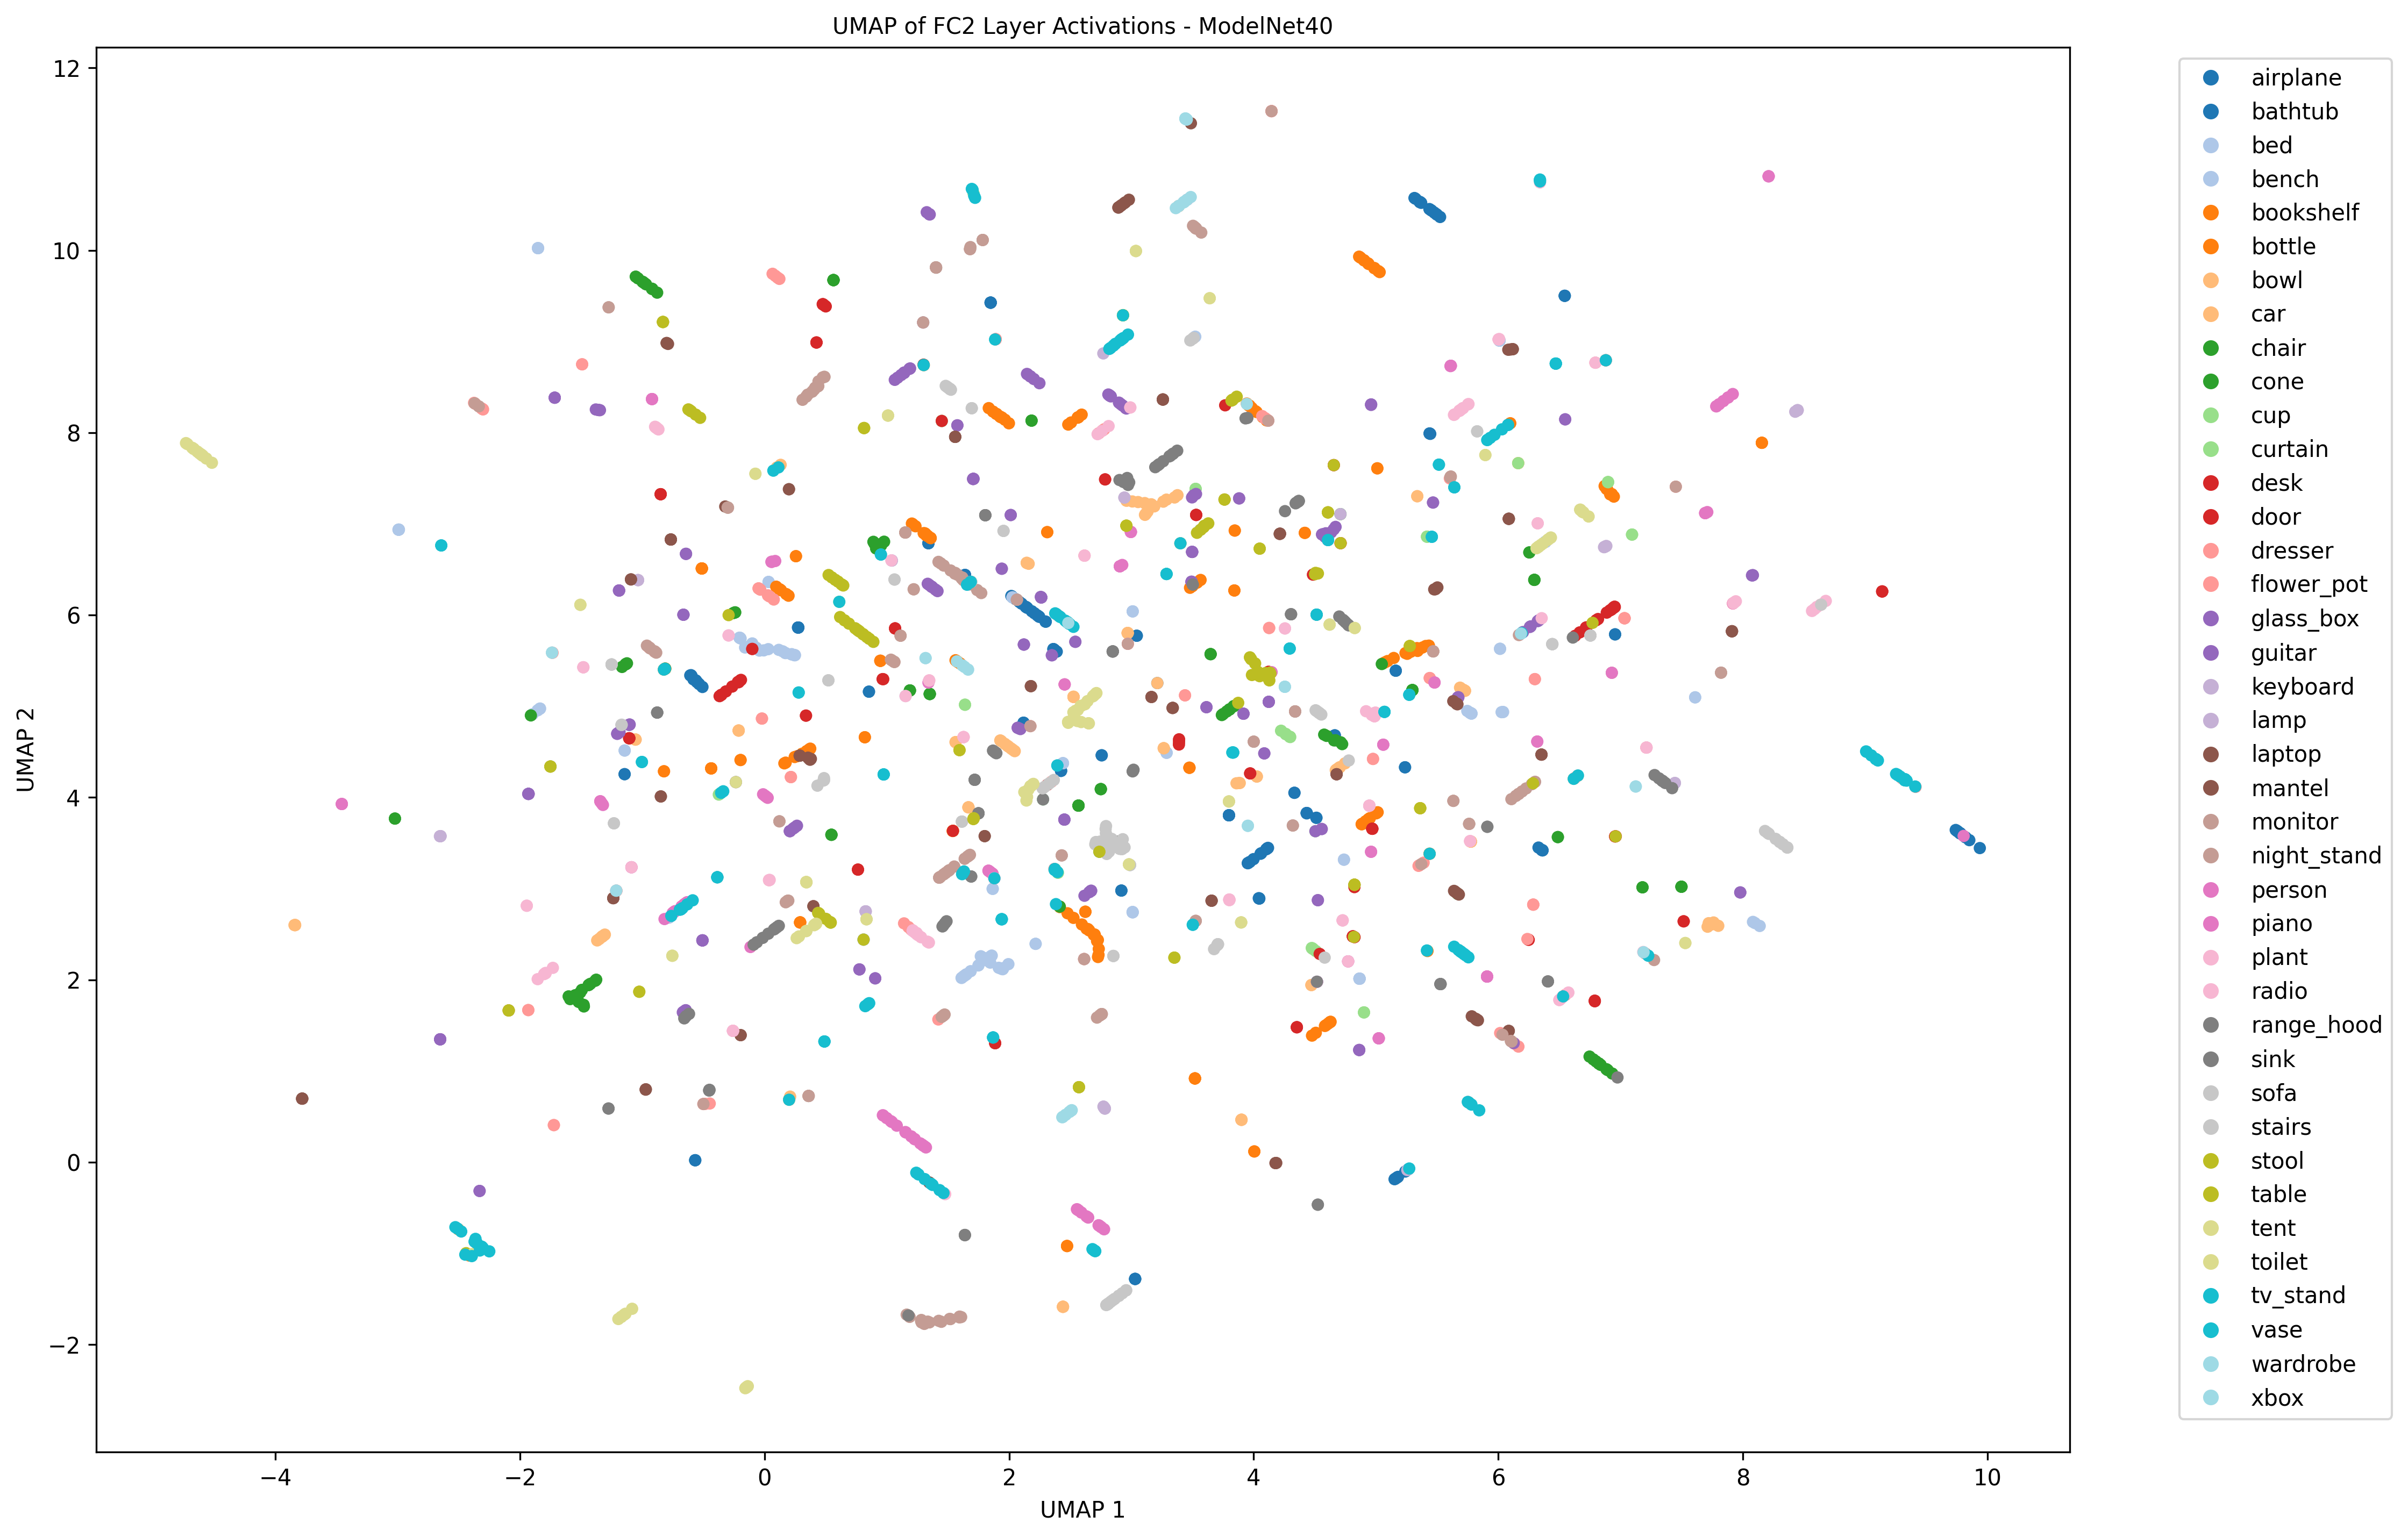 UMAP of FC2 Layer Activations - ModelNet40
12
10
8
6
4
2
0
−2
UMAP 2
−4
−2
0
2
4
6
8
10
UMAP 1
airplane
bathtub
bed
bench
bookshelf
bottle
bowl
car
chair
cone
cup
curtain
desk
door
dresser
flower_pot
glass_box
guitar
keyboard
lamp
laptop
mantel
monitor
night_stand
person
piano
plant
radio
range_hood
sink
sofa
stairs
stool
table
tent
toilet
tv_stand
vase
wardrobe
xbox